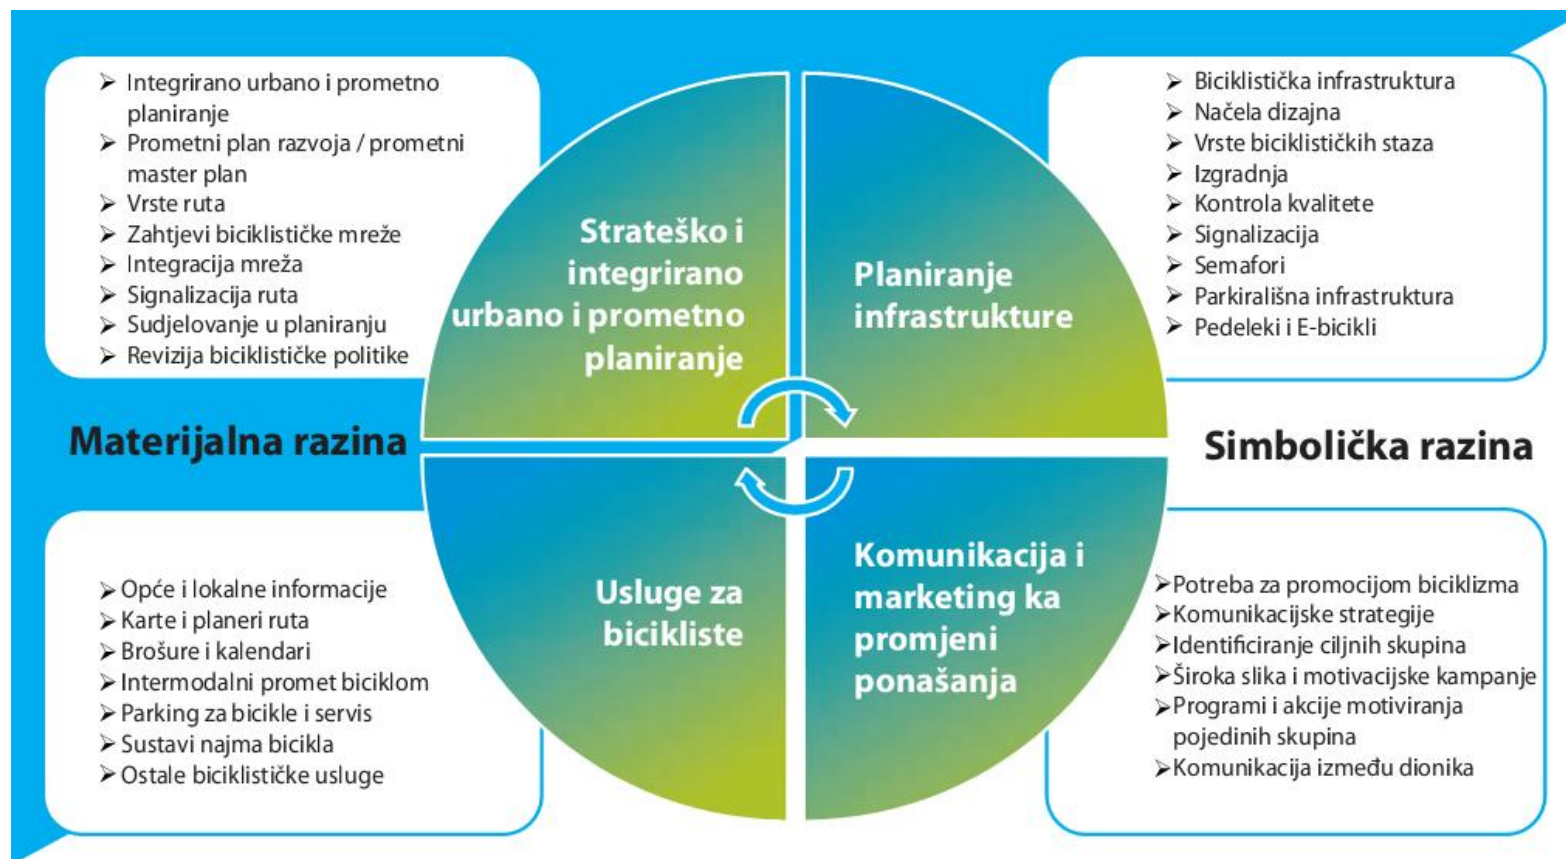 Integrirano urbano i prometno
planiranje
Prometni plan razvoja / prometni
master plan
Vrste ruta
Zahtjevi biciklističke mreže
Integracija mreža
Signalizacija ruta
Sudjelovanje u planiranju
Revizija biciklističke politike
Strateško i
integrirano
urbano i prometno
planiranje
Planiranje
infrastrukture
Biciklistička infrastruktura
Načela dizajna
Vrste biciklističkih staza
Izgradnja
Kontrola kvalitete
Signalizacija
Semafori
Parkirališna infrastruktura
Pedeleki i E-bicikli
Materijalna razina
Simbolička razina
Opće i lokalne informacije
Karte i planeri ruta
Brošure i kalendari
Intermodalni promet biciklom
Parking za bicikle i servis
Sustavi najma bicikla
Ostale biciklističke usluge
Usluge za
bicikliste
Komunikacija i
marketing ka
promjeni
ponašanja
Potreba za promocijom biciklizma
Komunikacijske strategije
Identificiranje ciljnih skupina
Široka slika i motivacijske kampanje
Programi i akcije motiviranja
pojedinih skupina
Komunikacija između dionika